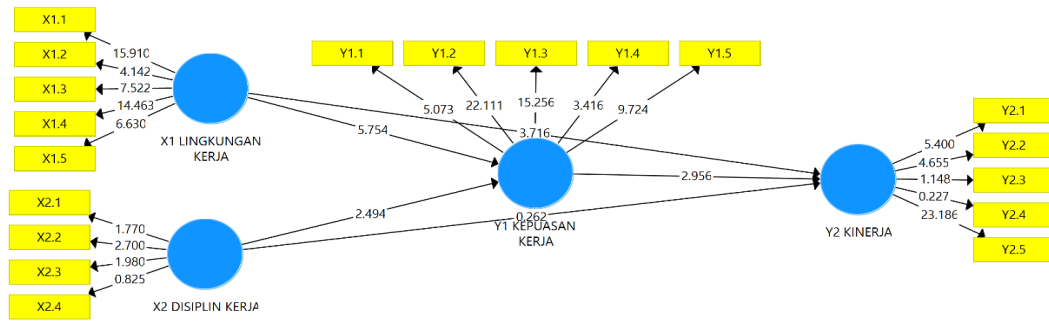 X1.1
X1.2
X1.3
X1.4
X1.5
15.910
4.142
7.522
14.463
6.630
X1 LINGKUNGAN
KERJA
X2.1
X2.2
X2.3
X2.4
1.770
2.700
1.980
0.825
X2 DISIPLIN KERJA
Y1.1
Y1.2
Y1.3
Y1.4
Y1.5
5.073
22.111
15.256
3.416
9.724
5.754
3.716
2.494
0.262
2.956
Y1 KEPUASAN
KERJA
Y2 KINERJA
5.400
4.655
1.148
0.227
23.186
Y2.1
Y2.2
Y2.3
Y2.4
Y2.5